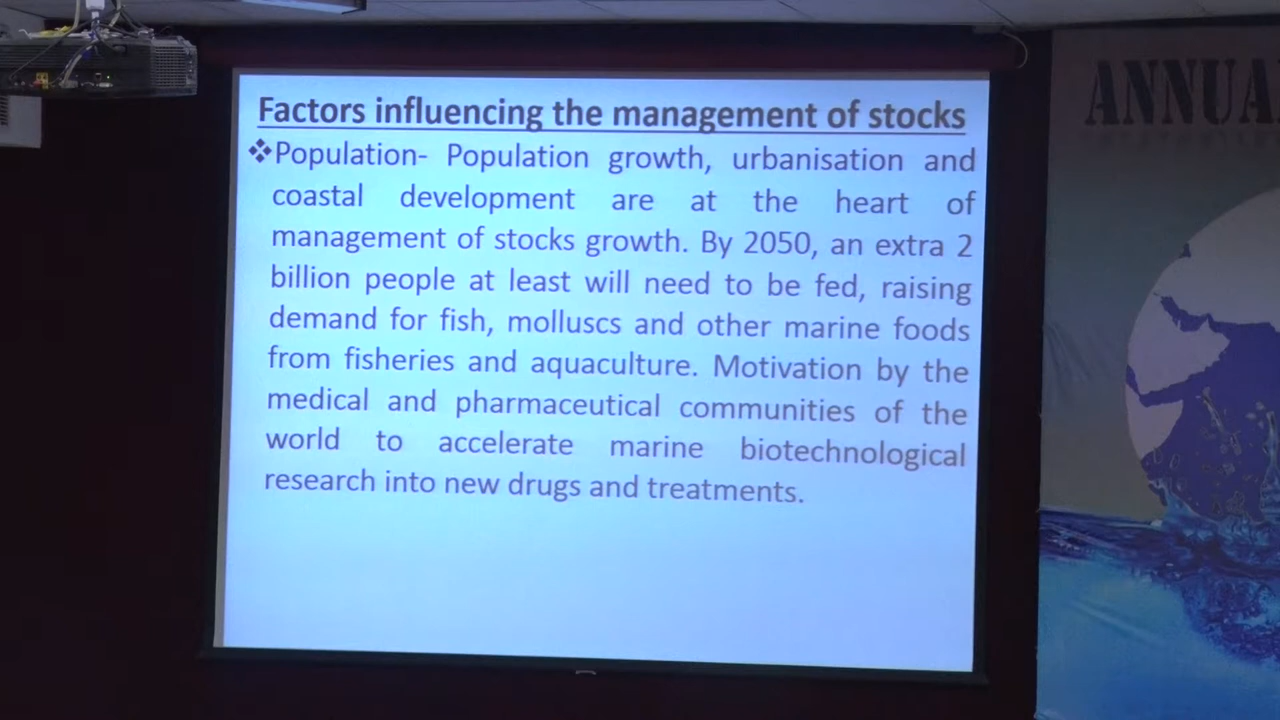 Factors influencing the management of stocks
❖Population- Population growth, urbanisation and
coastal development are at the heart of
management of stocks growth. By 2050, an extra 2
billion people at least will need to be fed, raising
demand for fish, molluscs and other marine foods
from fisheries and aquaculture. Motivation by the
medical and pharmaceutical communities of the
world to accelerate marine biotechnological
research into new drugs and treatments.